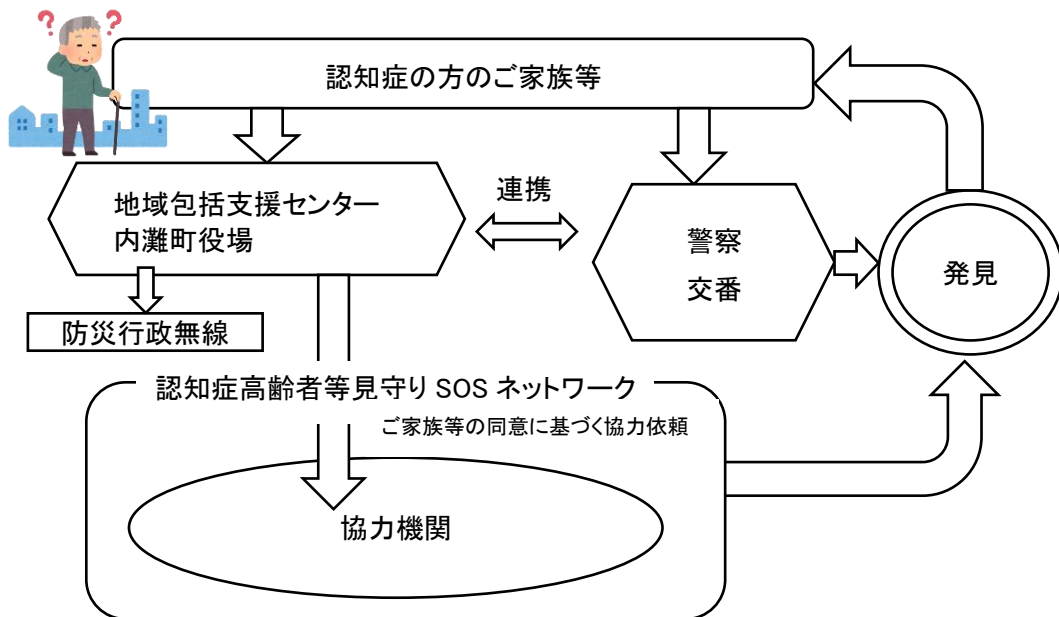 ? ?
認知症の方のご家族等
地域包括支援センター
内灘町役場
連携
警察
交番
発見
防災行政無線
認知症高齢者等見守り SOS ネットワーク
ご家族等の同意に基づく協力依頼
協力機関